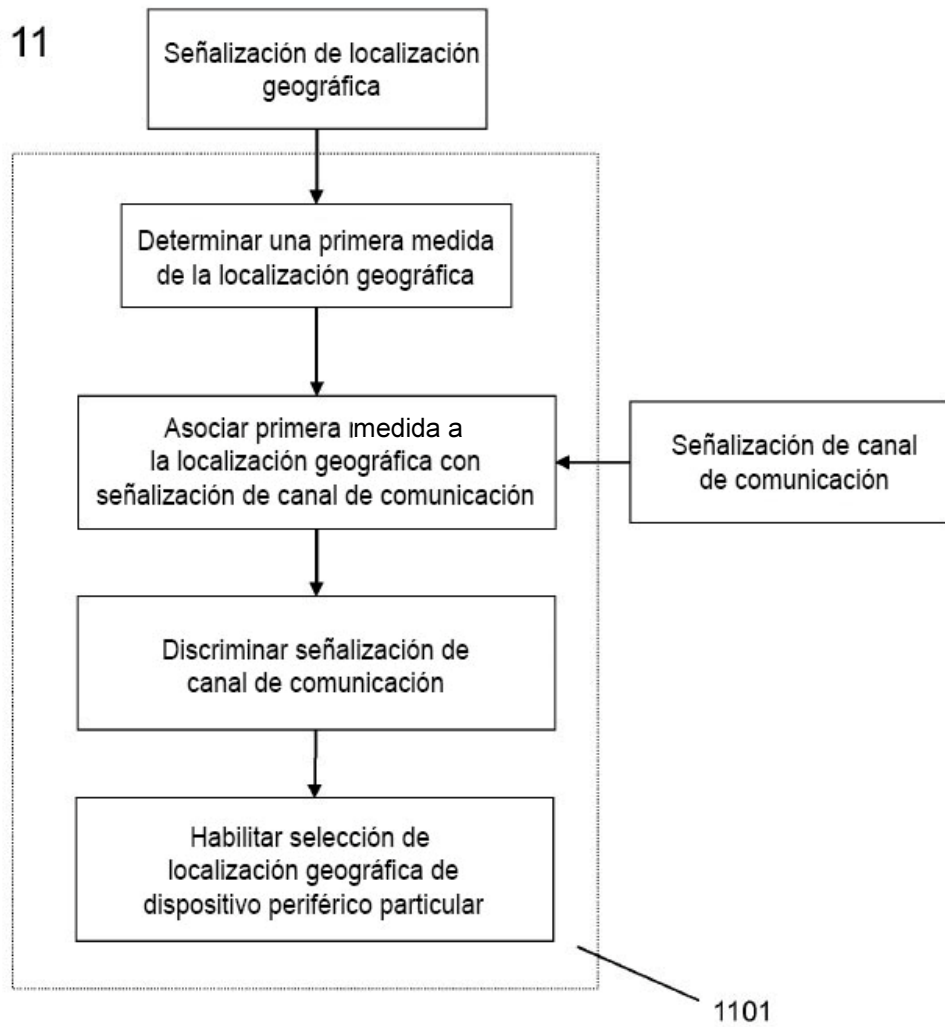 11
Señalización de localización
geográfica
Determinar una primera medida
de la localización geográfica
Asociar primera medida a
la localización geográfica con
señalización de canal de comunicación
Señalización de canal
de comunicación
Discriminar señalización de
canal de comunicación
Habilitar selección de
localización geográfica de
dispositivo periférico particular
1101